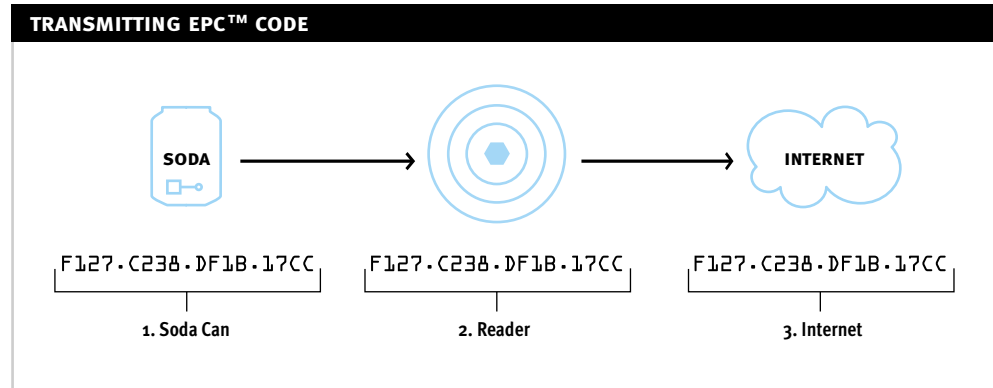 TRANSMITTING EPC™ CODE
SODA
INTERNET
F127.C238.DF1B.17CC F127.C238.DF1B.17CC F127.C238.DF1B.17CC
1. Soda Can 2. Reader 3. Internet